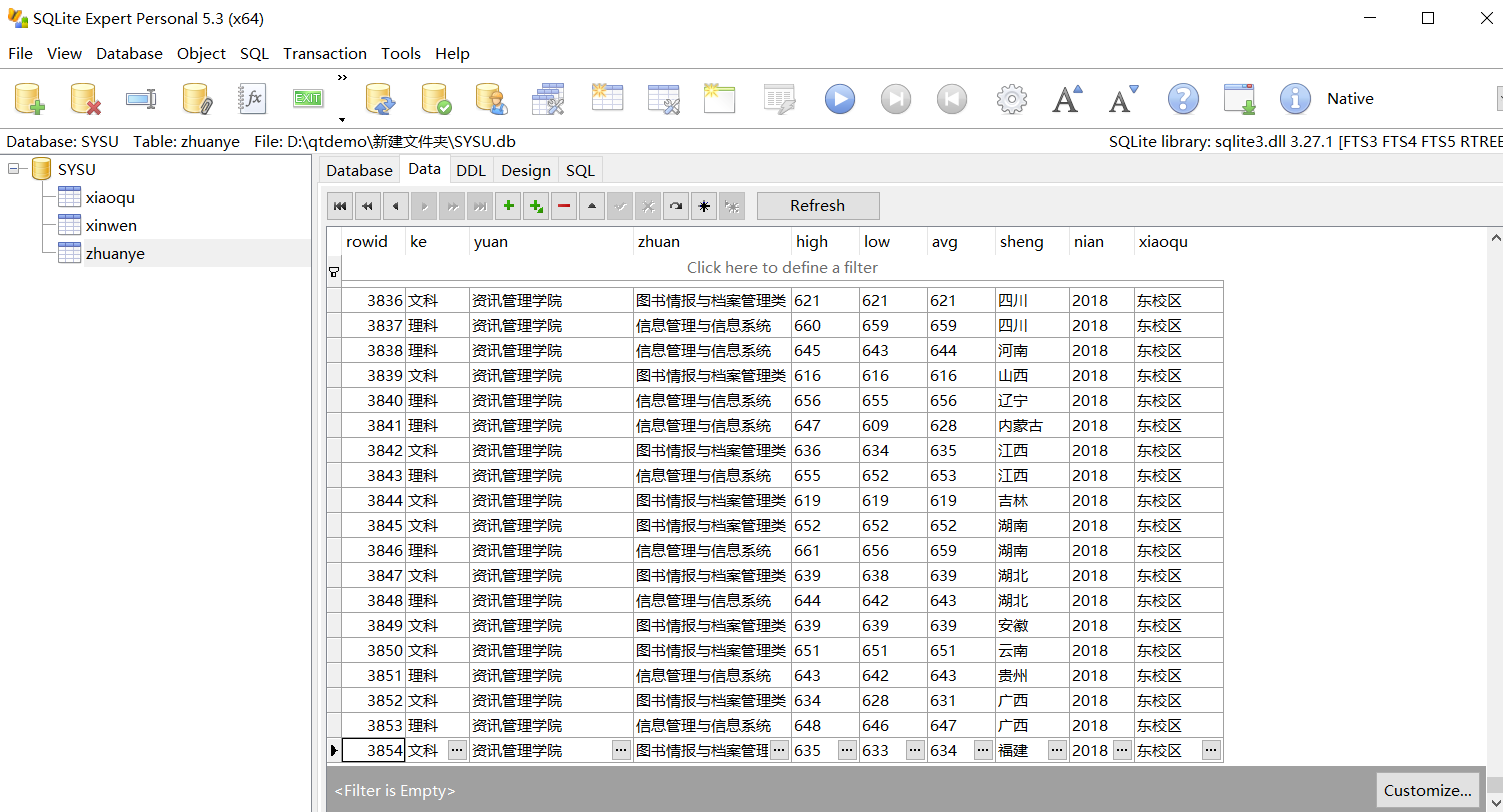 SQLite Expert Personal 5.3 (x64)
File View Database Object SQL Transaction Tools Help
fx EXIT A A ? i Native
Database: SYSU Table: zhuanye File: D:\qtdemo\新建文件夹\SYSU.db SQLite library: sqlite3.dll 3.27.1 [FTS3 FTS4 FTS5 RTREE
SYSU
xiaoqu
xinwen
zhuanye
Database Data DDL Design SQL
Refresh
rowid ke yuan zhuan high low avg sheng nian xiaoqu
Click here to define a filter
3836 文科 资讯管理学院 图书情报与档案管理类 621 621 621 四川 2018 东校区
3837 理科 资讯管理学院 信息管理与信息系统 660 659 659 四川 2018 东校区
3838 理科 资讯管理学院 信息管理与信息系统 645 643 644 河南 2018 东校区
3839 文科 资讯管理学院 图书情报与档案管理类 616 616 616 山西 2018 东校区
3840 理科 资讯管理学院 信息管理与信息系统 656 655 656 辽宁 2018 东校区
3841 理科 资讯管理学院 信息管理与信息系统 647 609 628 内蒙古 2018 东校区
3842 文科 资讯管理学院 图书情报与档案管理类 636 634 635 江西 2018 东校区
3843 理科 资讯管理学院 信息管理与信息系统 655 652 653 江西 2018 东校区
3844 文科 资讯管理学院 图书情报与档案管理类 619 619 619 吉林 2018 东校区
3845 文科 资讯管理学院 图书情报与档案管理类 652 652 652 湖南 2018 东校区
3846 理科 资讯管理学院 信息管理与信息系统 661 656 659 湖南 2018 东校区
3847 文科 资讯管理学院 图书情报与档案管理类 639 638 639 湖北 2018 东校区
3848 理科 资讯管理学院 信息管理与信息系统 644 642 643 湖北 2018 东校区
3849 文科 资讯管理学院 图书情报与档案管理类 639 639 639 安徽 2018 东校区
3850 文科 资讯管理学院 图书情报与档案管理类 651 651 651 云南 2018 东校区
3851 理科 资讯管理学院 信息管理与信息系统 643 642 643 贵州 2018 东校区
3852 文科 资讯管理学院 图书情报与档案管理类 634 628 631 广西 2018 东校区
3853 理科 资讯管理学院 信息管理与信息系统 648 646 647 广西 2018 东校区
3854 文科 ... 资讯管理学院 ... 图书情报与档案管理 ... 635 ... 633 ... 634 ... 福建 ... 2018 ... 东校区 ...
<Filter is Empty> Customize...